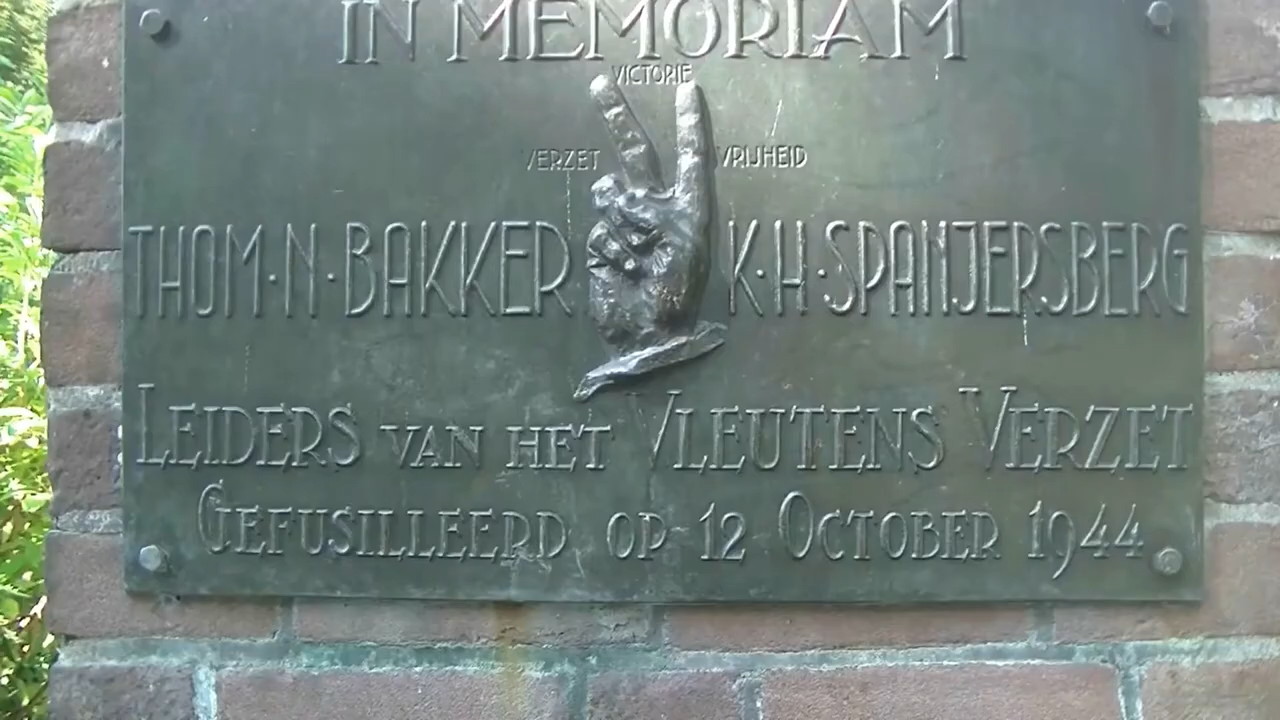 IN MEMORIAM
VICTORIE
VERZET VRIJHEID
THOM·N·BAKKER K·H·SPANJERSBERG
LEIDERS VAN HET VLEUTENS VERZET
GEFUSILLEERD OP 12 OCTOBER 1944